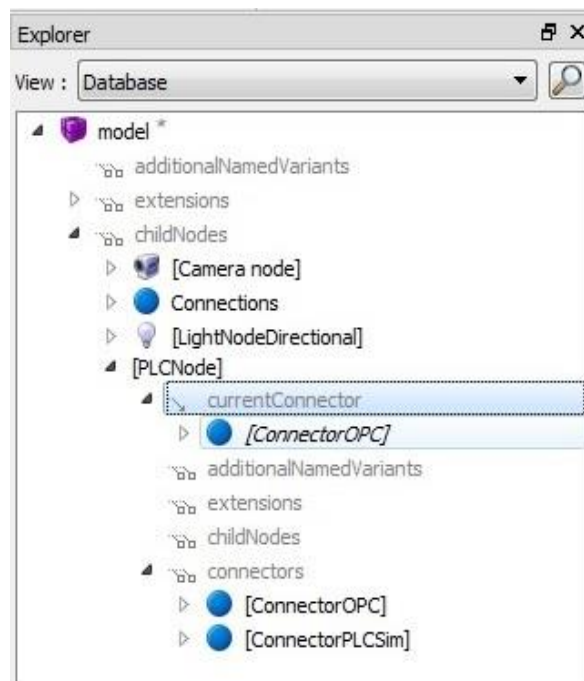 Explorer
View : Database
model *
additionalNamedVariants
extensions
childNodes
[Camera node]
Connections
[LightNodeDirectional]
[PLCNode]
currentConnector
[ConnectorOPC]
additionalNamedVariants
extensions
childNodes
connectors
[ConnectorOPC]
[ConnectorPLCSim]